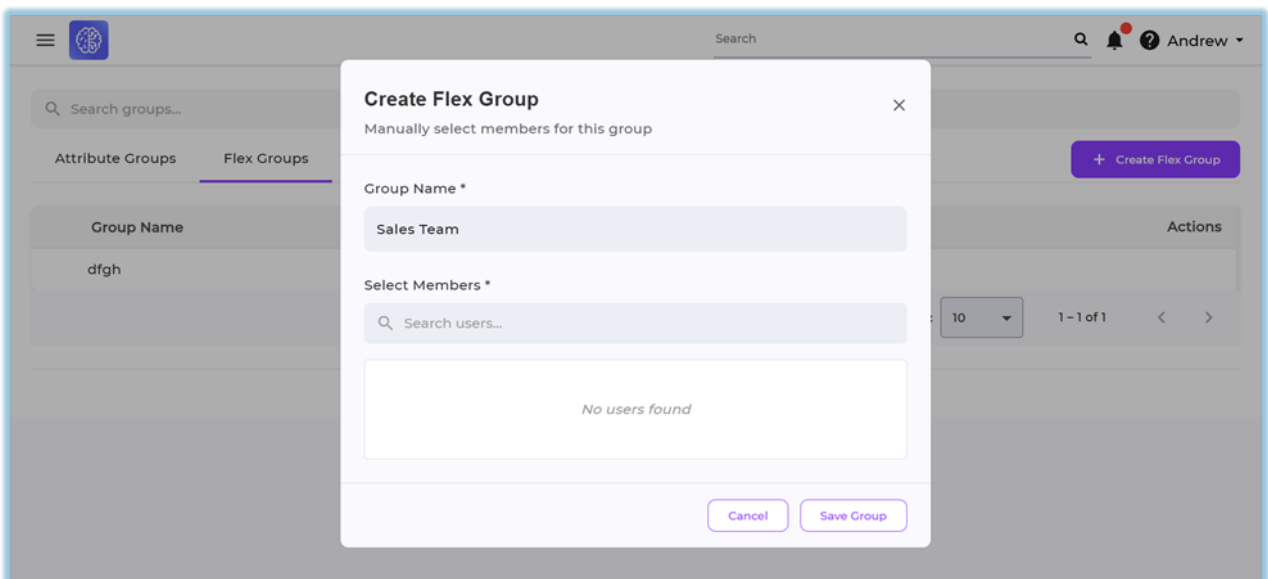 Search
Andrew
Search groups...
Attribute Groups
Flex Groups
+ Create Flex Group
Group Name
Actions
dfgh
: 10
1 – 1 of 1
Create Flex Group
Manually select members for this group
Group Name *
Sales Team
Select Members *
Search users...
No users found
Cancel
Save Group